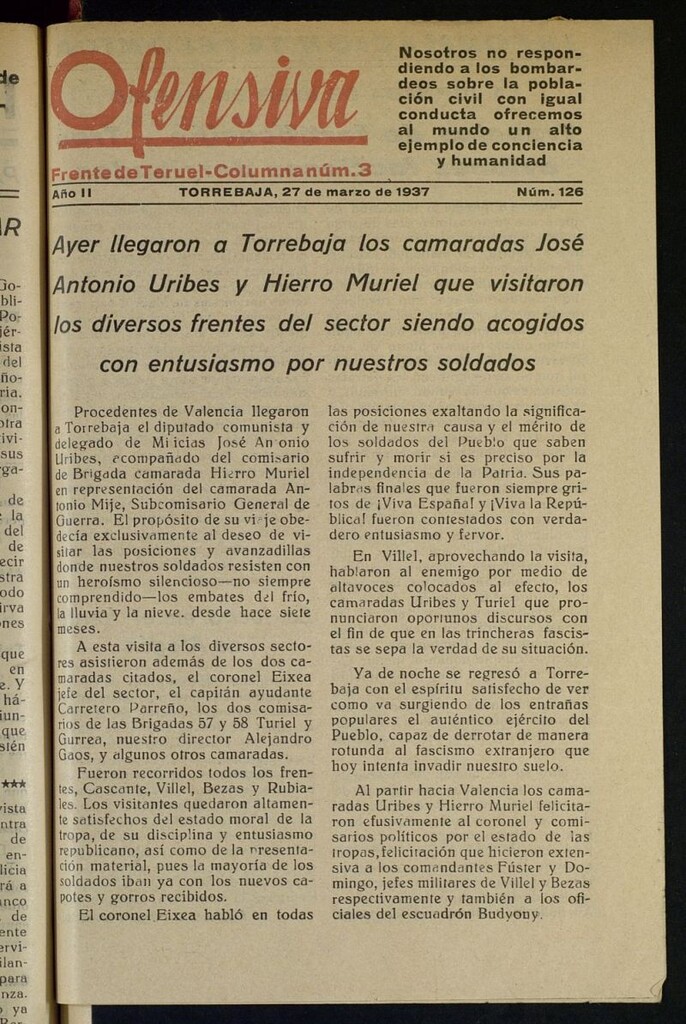 Ofensiva
Frente de Teruel-Columna núm. 3
Nosotros no respon-
diendo a los bombar-
deos sobre la pobla-
ción civil con igual
conducta ofrecemos
al mundo un alto
ejemplo de conciencia
y humanidad
Año II TORREBAJA, 27 de marzo de 1937 Núm. 126
Ayer llegaron a Torrebaja los camaradas José
Antonio Uribes y Hierro Muriel que visitaron
los diversos frentes del sector siendo acogidos
con entusiasmo por nuestros soldados
Procedentes de Valencia llegaron
a Torrebaja el diputado comunista y
delegado de Milicias José Antonio
Uribes, acompañado del comisario
de Brigada camarada Hierro Muriel
en representación del camarada An-
tonio Mije, Subcomisario General de
Guerra. El propósito de su viaje obe-
decía exclusivamente al deseo de vi-
sitar las posiciones y avanzadillas
donde nuestros soldados resisten con
un heroísmo silencioso—no siempre
comprendido—los embates del frío,
la lluvia y la nieve. desde hace siete
meses.
A esta visita a los diversos secto-
res asistieron además de los dos ca-
maradas citados, el coronel Eixea
jefe del sector, el capitán ayudante
Carretero Parreño, los dos comisa-
rios de las Brigadas 57 y 58 Turiel y
Gurrea, nuestro director Alejandro
Gaos, y algunos otros camaradas.
Fueron recorridos todos los fren-
tes, Cascante, Villel, Bezas y Rubia-
les. Los visitantes quedaron altamen-
te satisfechos del estado moral de la
tropa, de su disciplina y entusiasmo
republicano, así como de la presenta-
ción material, pues la mayoría de los
soldados iban ya con los nuevos ca-
potes y gorros recibidos.
El coronel Eixea habló en todas
las posiciones exaltando la significa-
ción de nuestra causa y el mérito de
los soldados del Pueblo que saben
sufrir y morir si es preciso por la
independencia de la Patria. Sus pa-
labras finales que fueron siempre gri-
tos de ¡Viva España! y ¡Viva la Repú-
blica! fueron contestados con verda-
dero entusiasmo y fervor.
En Villel, aprovechando la visita,
hablaron al enemigo por medio de
altavoces colocados al efecto, los
camaradas Uribes y Turiel que pro-
nunciaron oportunos discursos con
el fin de que en las trincheras fascis-
tas se sepa la verdad de su situación.
Ya de noche se regresó a Torre-
baja con el espíritu satisfecho de ver
como va surgiendo de los entrañas
populares el auténtico ejército del
Pueblo, capaz de derrotar de manera
rotunda al fascismo extranjero que
hoy intenta invadir nuestro suelo.
Al partir hacia Valencia los cama-
radas Uribes y Hierro Muriel felicita-
ron efusivamente al coronel y comi-
sarios políticos por el estado de las
tropas, felicitación que hicieron exten-
siva a los comandantes Fúster y Do-
mingo, jefes militares de Villel y Bezas
respectivamente y también a los ofi-
ciales del escuadrón Budyony.